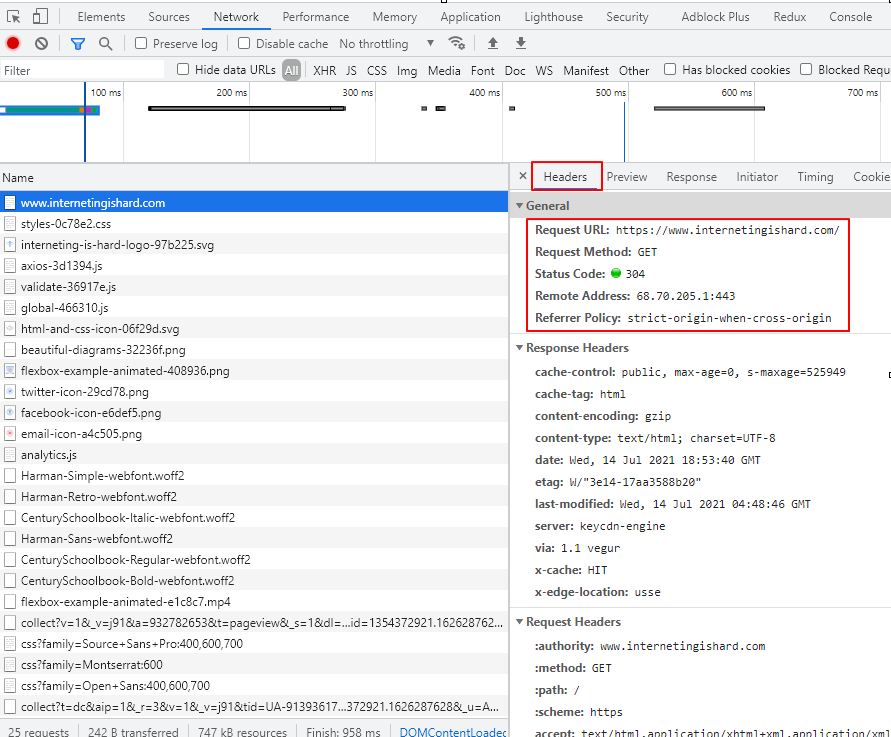 Elements Sources Network Performance Memory Application Lighthouse Security Adblock Plus Redux Console
Preserve log Disable cache No throttling
Filter Hide data URLs All XHR JS CSS Img Media Font Doc WS Manifest Other Has blocked cookies Blocked Requ
100 ms 200 ms 300 ms 400 ms 500 ms 600 ms 700 ms
Name
www.internetingishard.com
styles-0c78e2.css
interneting-is-hard-logo-97b225.svg
axios-3d1394.js
validate-36917e.js
global-466310.js
html-and-css-icon-06f29d.svg
beautiful-diagrams-32236f.png
flexbox-example-animated-408936.png
twitter-icon-29cd78.png
facebook-icon-e6def5.png
email-icon-a4c505.png
analytics.js
Harman-Simple-webfont.woff2
Harman-Retro-webfont.woff2
CenturySchoolbook-Italic-webfont.woff2
Harman-Sans-webfont.woff2
CenturySchoolbook-Regular-webfont.woff2
CenturySchoolbook-Bold-webfont.woff2
flexbox-example-animated-e1c8c7.mp4
collect?v=1&_v=j91&a=932782653&t=pageview&_s=1&dl=...id=1354372921.162628762...
css?family=Source+Sans+Pro:400,600,700
css?family=Montserrat:600
css?family=Open+Sans:400,600,700
collect?t=dc&aip=1&_r=3&v=1&_v=j91&tid=UA-91393617...372921.1626287628&_u=A...
25 requests 242 B transferred 747 kB resources Finish: 958 ms DOMContentLoaded
× Headers Preview Response Initiator Timing Cookie
General
Request URL: https://www.internetingishard.com/
Request Method: GET
Status Code: 304
Remote Address: 68.70.205.1:443
Referrer Policy: strict-origin-when-cross-origin
Response Headers
cache-control: public, max-age=0, s-maxage=525949
cache-tag: html
content-encoding: gzip
content-type: text/html; charset=UTF-8
date: Wed, 14 Jul 2021 18:53:40 GMT
etag: W/"3e14-17aa3588b20"
last-modified: Wed, 14 Jul 2021 04:48:46 GMT
server: keycdn-engine
via: 1.1 vegur
x-cache: HIT
x-edge-location: usse
Request Headers
:authority: www.internetingishard.com
:method: GET
:path: /
:scheme: https
accept: text/html,application/xhtml+xml,application/xml